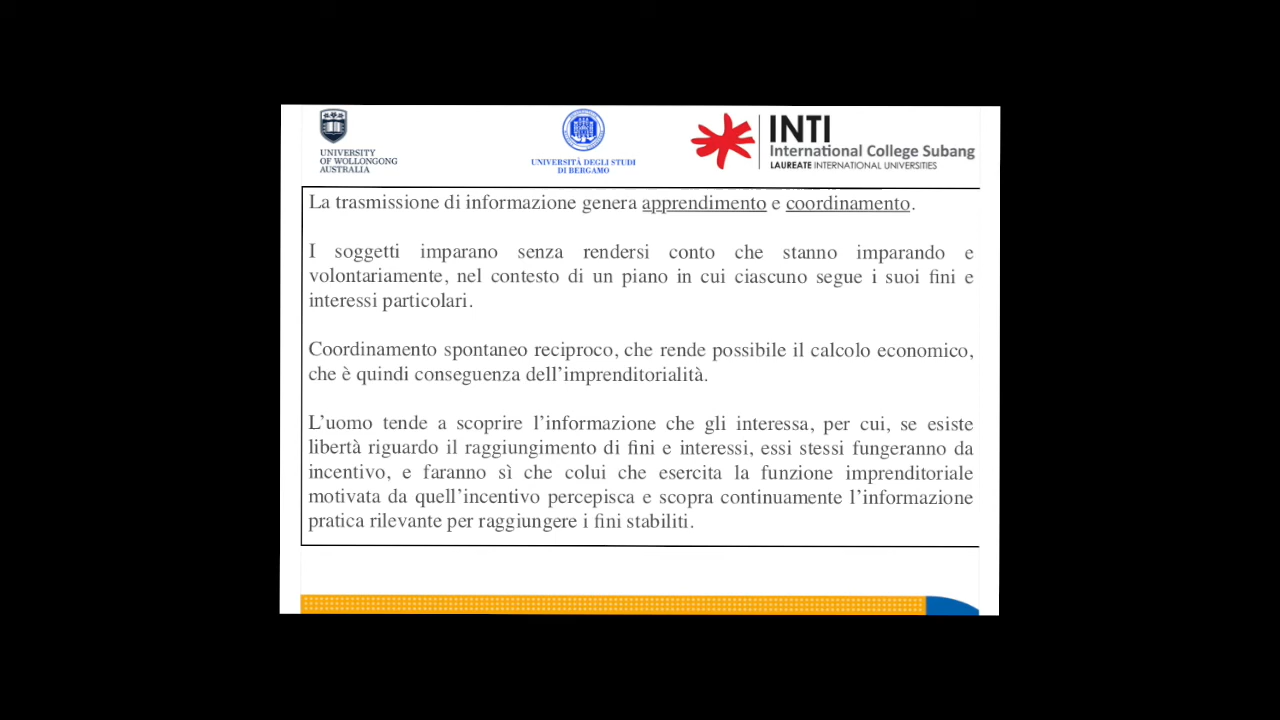 UNIVERSITY
OF WOLLONGONG
AUSTRALIA
UNIVERSITÀ DEGLI STUDI
DI BERGAMO
INTI
International College Subang
LAUREATE INTERNATIONAL UNIVERSITIES
La trasmissione di informazione genera apprendimento e coordinamento.
I soggetti imparano senza rendersi conto che stanno imparando e
volontariamente, nel contesto di un piano in cui ciascuno segue i suoi fini e
interessi particolari.
Coordinamento spontaneo reciproco, che rende possibile il calcolo economico,
che è quindi conseguenza dell’imprenditorialità.
L’uomo tende a scoprire l’informazione che gli interessa, per cui, se esiste
libertà riguardo il raggiungimento di fini e interessi, essi stessi fungeranno da
incentivo, e faranno sì che colui che esercita la funzione imprenditoriale
motivata da quell’incentivo percepisca e scopra continuamente l’informazione
pratica rilevante per raggiungere i fini stabiliti.